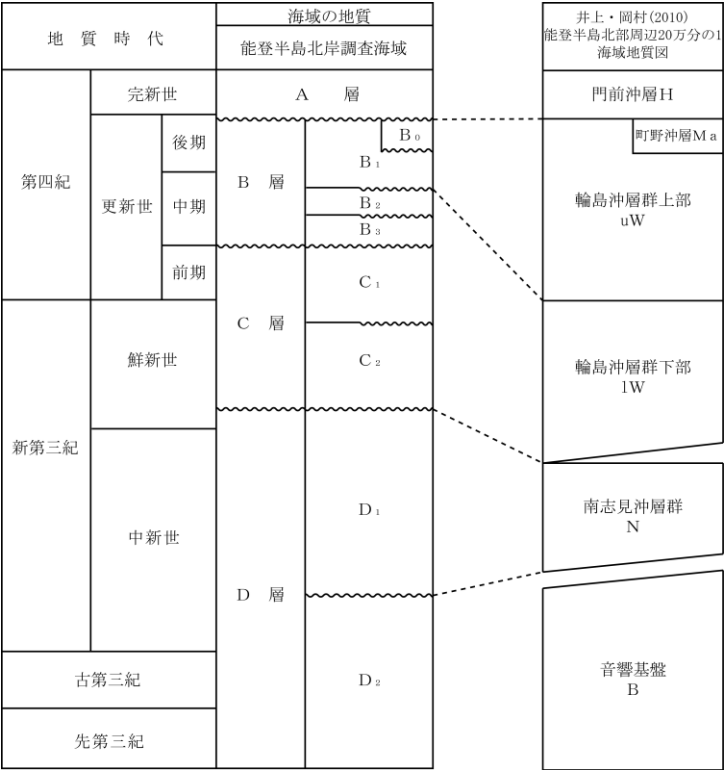 地質時代
海域の地質
能登半島北岸調査海域
井上・岡村(2010)
能登半島北部周辺20万分の1
海域地質図
第四紀
完新世
更新世
後期
中期
前期
新第三紀
鮮新世
中新世
古第三紀
先第三紀
A 層
B 層
B₀
B₁
B₂
B₃
C 層
C₁
C₂
D 層
D₁
D₂
門前沖層H
町野沖層Ma
輪島沖層群上部
uW
輪島沖層群下部
lW
南志見沖層群
N
音響基盤
B